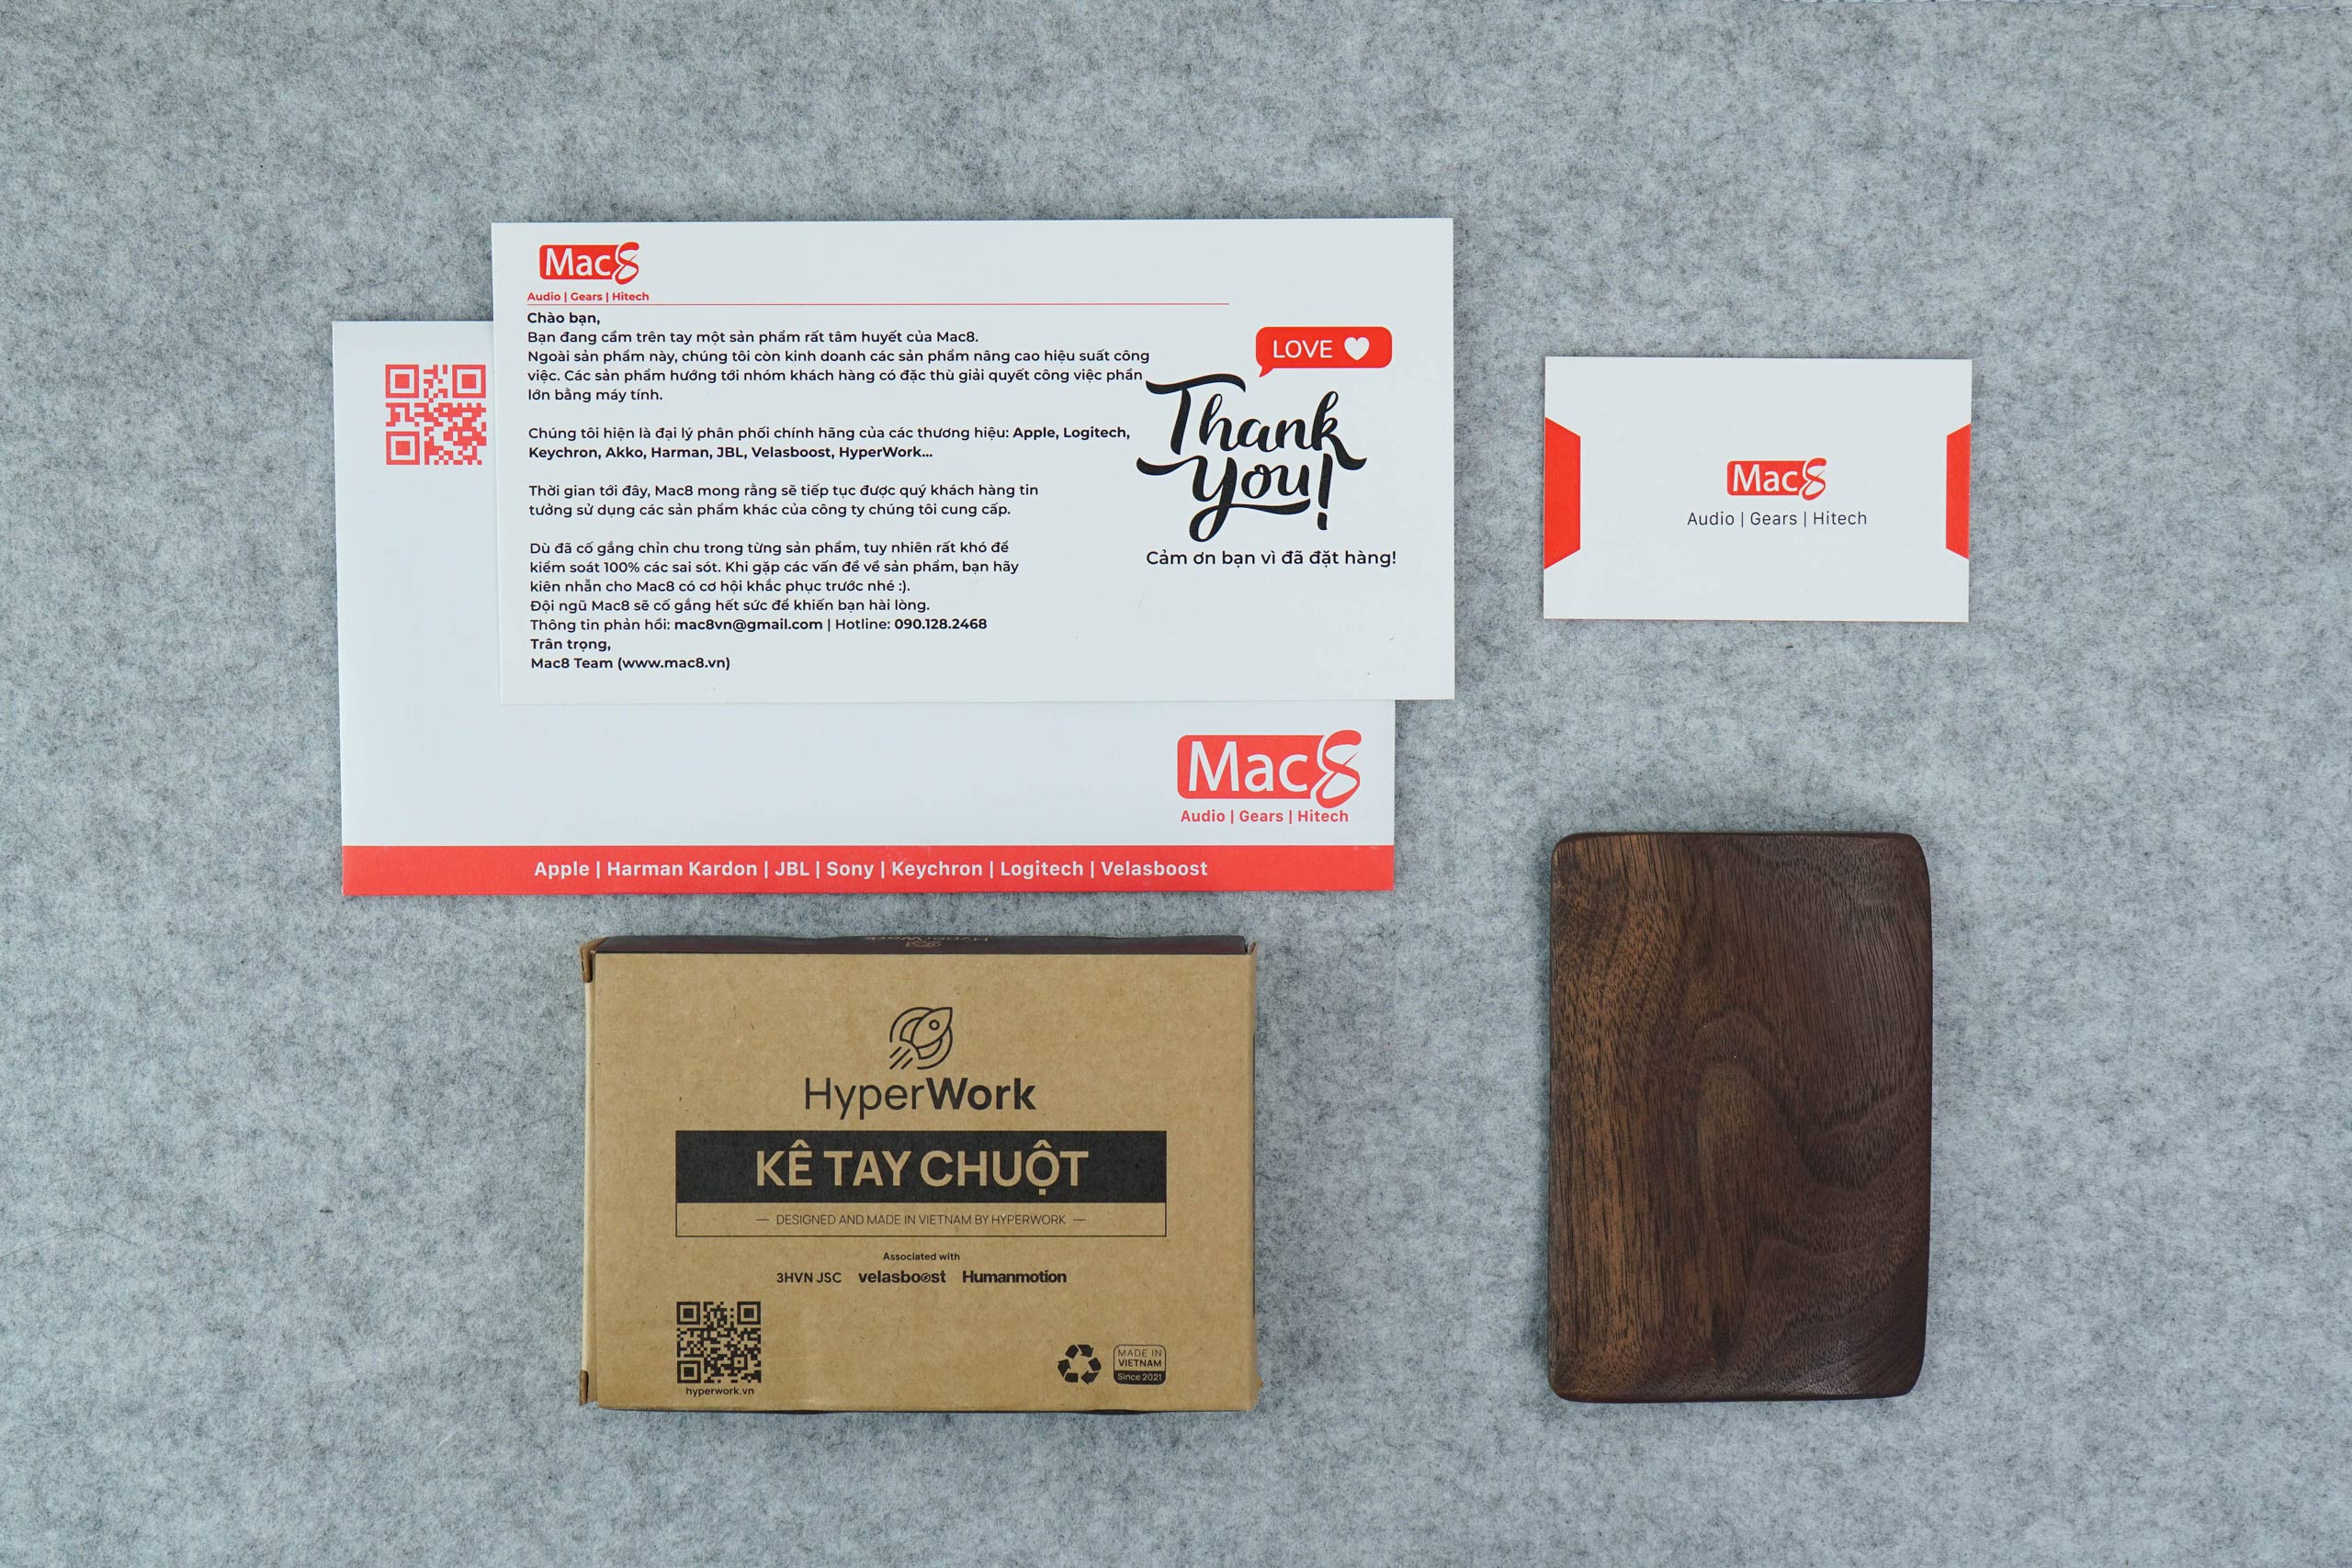 Mac8
Audio | Gears | Hitech
Chào bạn,
Bạn đang cầm trên tay một sản phẩm rất tâm huyết của Mac8.
Ngoài sản phẩm này, chúng tôi còn kinh doanh các sản phẩm nâng cao hiệu suất công
việc. Các sản phẩm hướng tới nhóm khách hàng có đặc thù giải quyết công việc phần
lớn bằng máy tính.
Chúng tôi hiện là đại lý phân phối chính hãng của các thương hiệu: Apple, Logitech,
Keychron, Akko, Harman, JBL, Velasboost, HyperWork...
Thời gian tới đây, Mac8 mong rằng sẽ tiếp tục được quý khách hàng tin
tưởng sử dụng các sản phẩm khác của công ty chúng tôi cung cấp.
Dù đã cố gắng chỉn chu trong từng sản phẩm, tuy nhiên rất khó để
kiểm soát 100% các sai sót. Khi gặp các vấn đề về sản phẩm, bạn hãy
kiên nhẫn cho Mac8 có cơ hội khắc phục trước nhé :).
Đội ngũ Mac8 sẽ cố gắng hết sức để khiến bạn hài lòng.
Thông tin phản hồi: mac8vn@gmail.com | Hotline: 090.128.2468
Trân trọng,
Mac8 Team (www.mac8.vn)
LOVE
Thank
You!
Cảm ơn bạn vì đã đặt hàng!
Mac8
Audio | Gears | Hitech
Apple | Harman Kardon | JBL | Sony | Keychron | Logitech | Velasboost
Mac8
Audio | Gears | Hitech
HyperWork
HyperWork
KÊ TAY CHUỘT
— DESIGNED AND MADE IN VIETNAM BY HYPERWORK —
Associated with
3HVN JSC velasboost Humanmotion
hyperwork.vn
MADE IN
VIETNAM
Since 2021